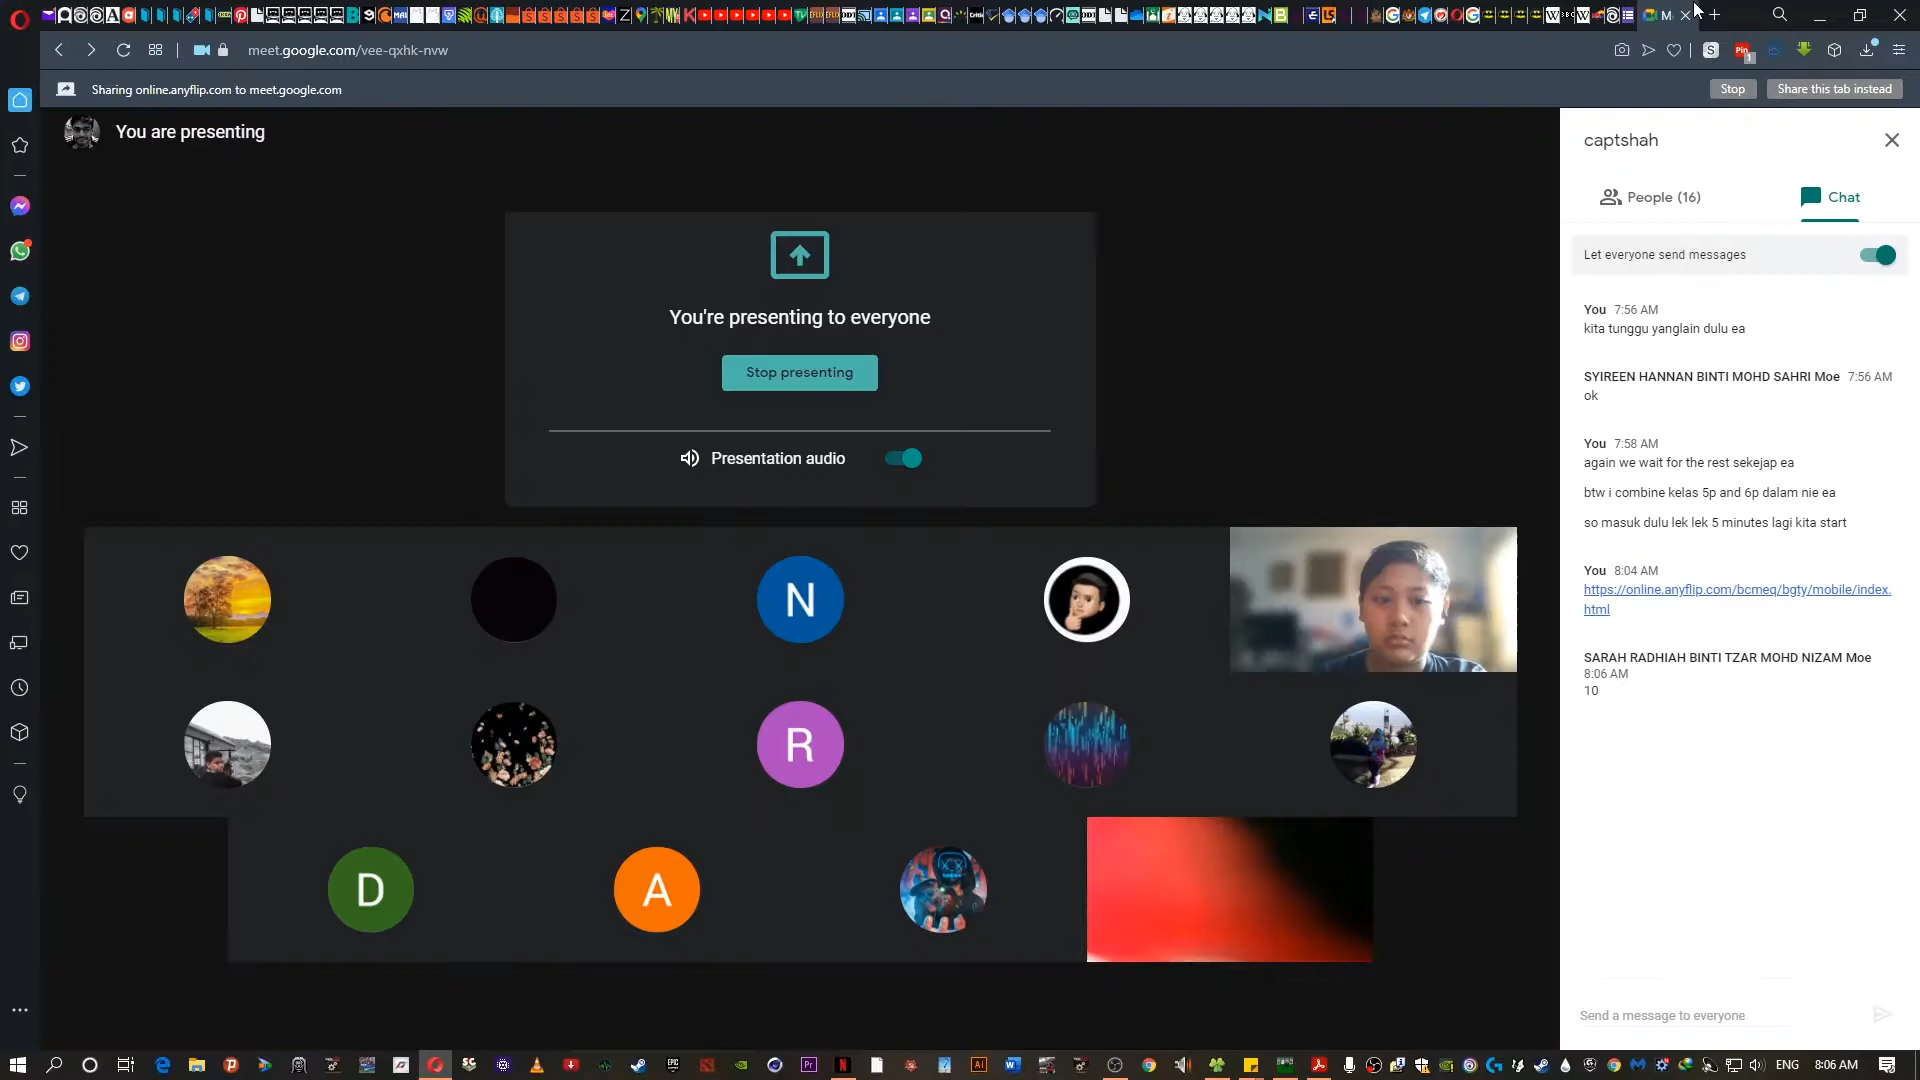 meet.google.com/vee-qxhk-nvw
Sharing online.anyflip.com to meet.google.com
Stop
Share this tab instead
You are presenting
You're presenting to everyone
Stop presenting
Presentation audio
N
R
D
A
captshah
People (16)
Chat
Let everyone send messages
You 7:56 AM
kita tunggu yanglain dulu ea
SYIREEN HANNAN BINTI MOHD SAHRI Moe 7:56 AM
ok
You 7:58 AM
again we wait for the rest sekejap ea
btw i combine kelas 5p and 6p dalam nie ea
so masuk dulu lek lek 5 minutes lagi kita start
You 8:04 AM
https://online.anyflip.com/bcmeq/bgty/mobile/index.
html
SARAH RADHIAH BINTI TZAR MOHD NIZAM Moe
8:06 AM
10
Send a message to everyone
ENG
8:06 AM